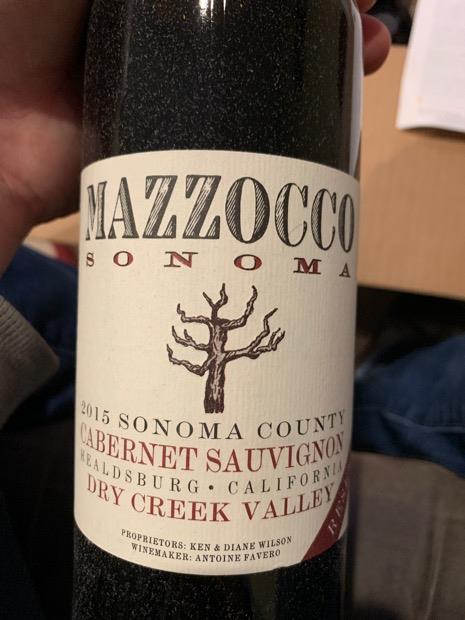 MAZZOCCO
SONOMA
2015 SONOMA COUNTY
CABERNET SAUVIGNON
HEALDSBURG • CALIFORNIA
DRY CREEK VALLEY
PROPRIETORS: KEN & DIANE WILSON
WINEMAKER: ANTOINE FAVERO